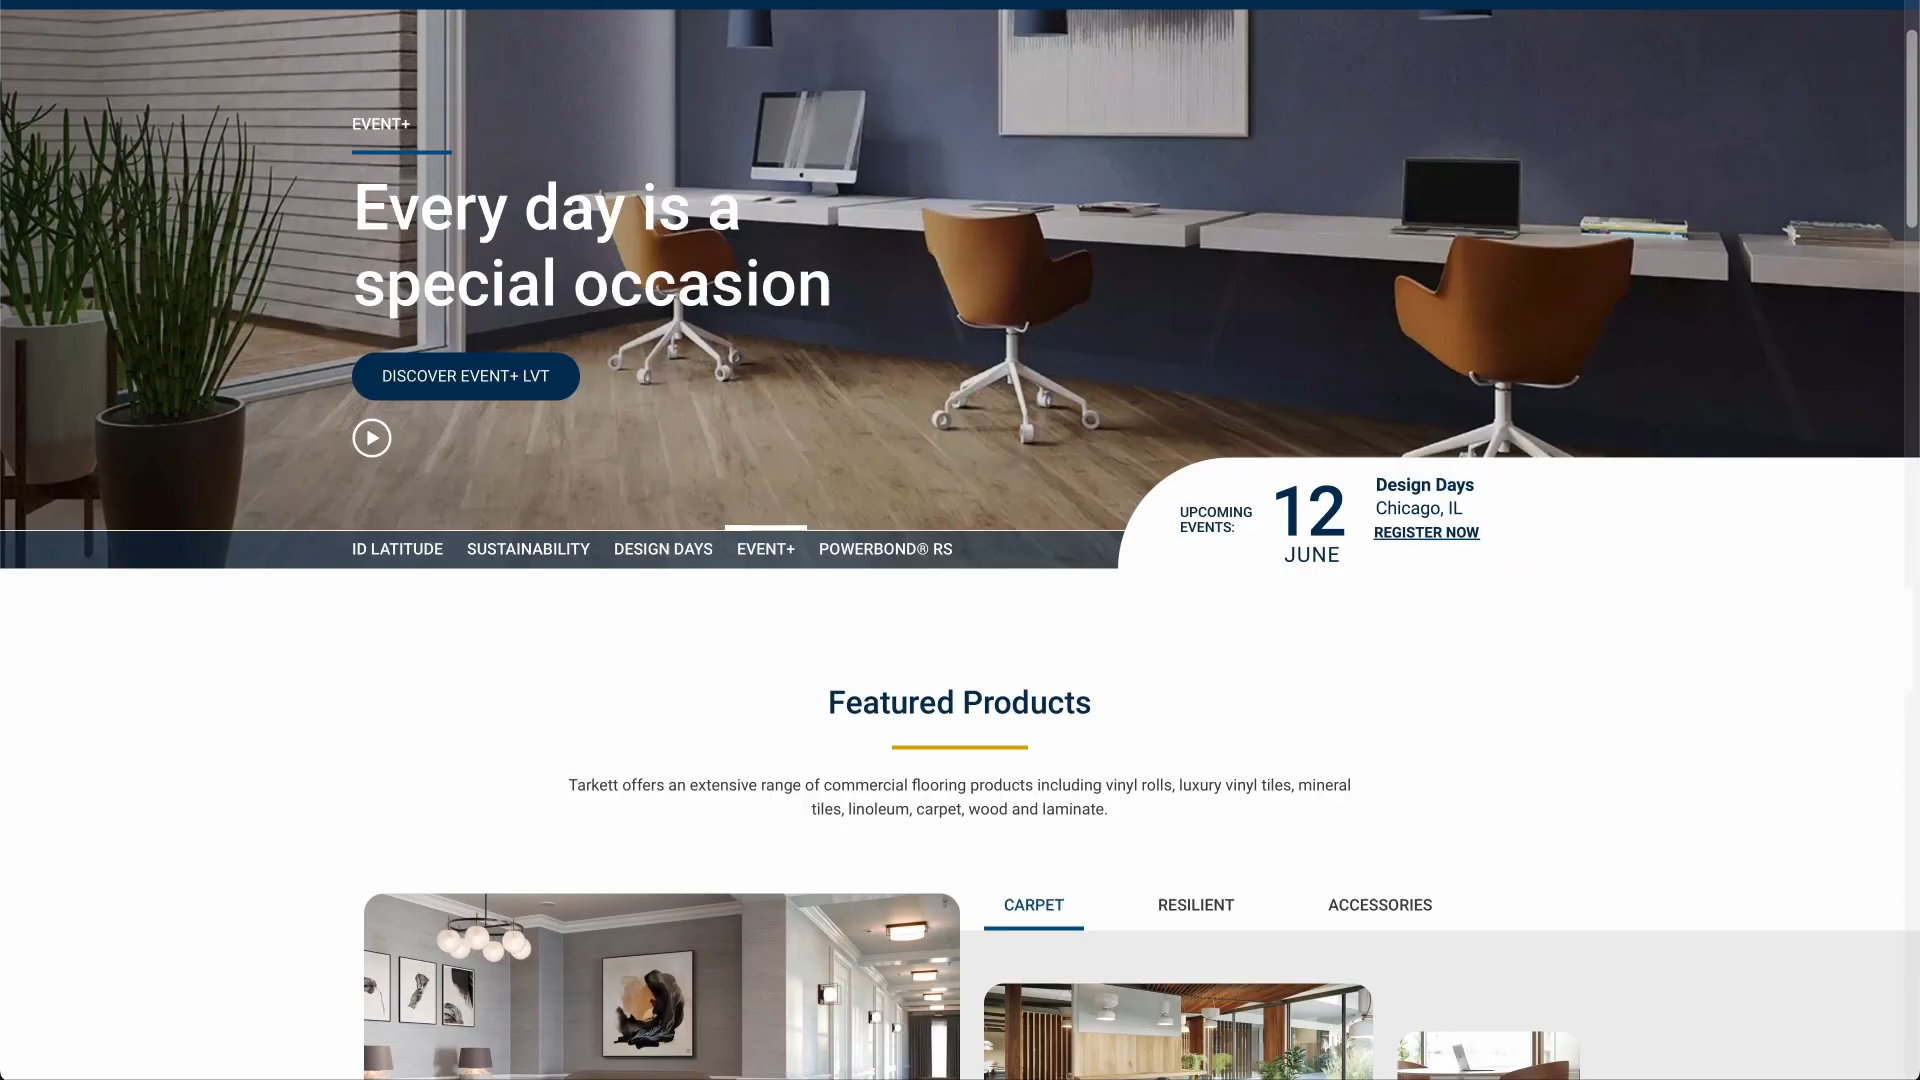 EVENT+
Every day is a
special occasion
DISCOVER EVENT+ LVT
ID LATITUDE
SUSTAINABILITY
DESIGN DAYS
EVENT+
POWERBOND® RS
UPCOMING
EVENTS:
12
JUNE
Design Days
Chicago, IL
REGISTER NOW
Featured Products
Tarkett offers an extensive range of commercial flooring products including vinyl rolls, luxury vinyl tiles, mineral
tiles, linoleum, carpet, wood and laminate.
CARPET
RESILIENT
ACCESSORIES